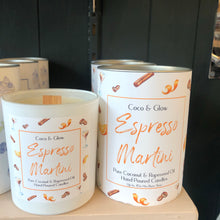 Coco & Glow
Espresso
Martini
Pure Coconut & Rapeseed Oil
Hand Poured Candles
Coco & Glow
Espresso
Martini
Pure Coconut & Rapeseed Oil
Hand Poured Candles